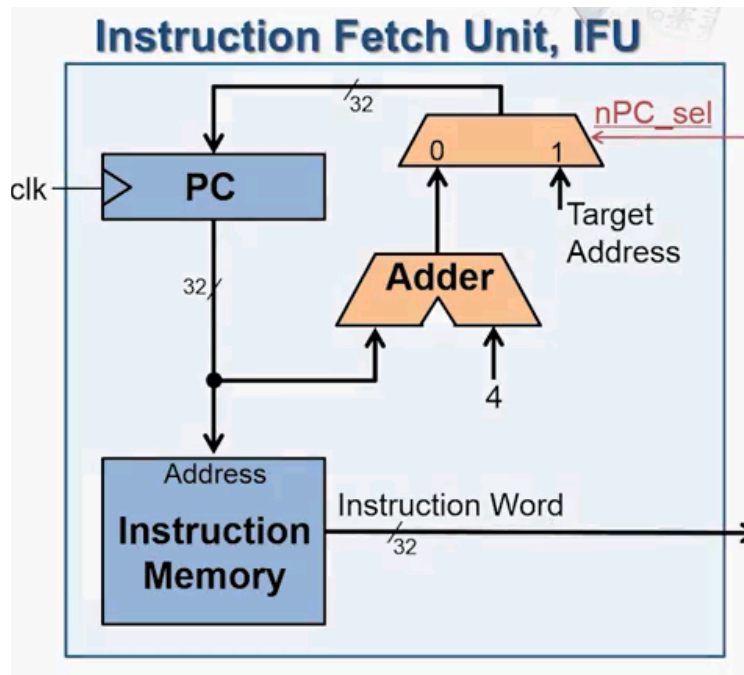 Instruction Fetch Unit, IFU
32
nPC_sel
0
1
clk
PC
Target
Address
32
Adder
4
Address
Instruction
Memory
Instruction Word
32